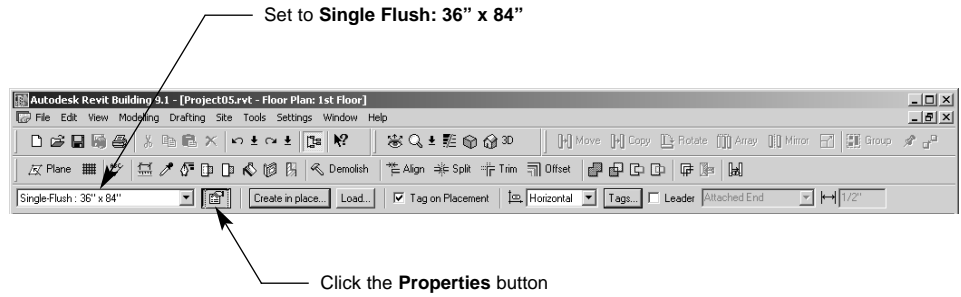 Set to Single Flush: 36” x 84”
Autodesk Revit Building 9.1 - [Project05.rvt - Floor Plan: 1st Floor]
File Edit View Modeling Drafting Site Tools Settings Window Help
3D Move Copy Rotate Array Mirror Group
Plane Demolish Align Split Trim Offset
Single-Flush : 36" x 84" Create in place... Load... Tag on Placement Horizontal Tags... Leader Attached End 1/2"
Click the Properties button